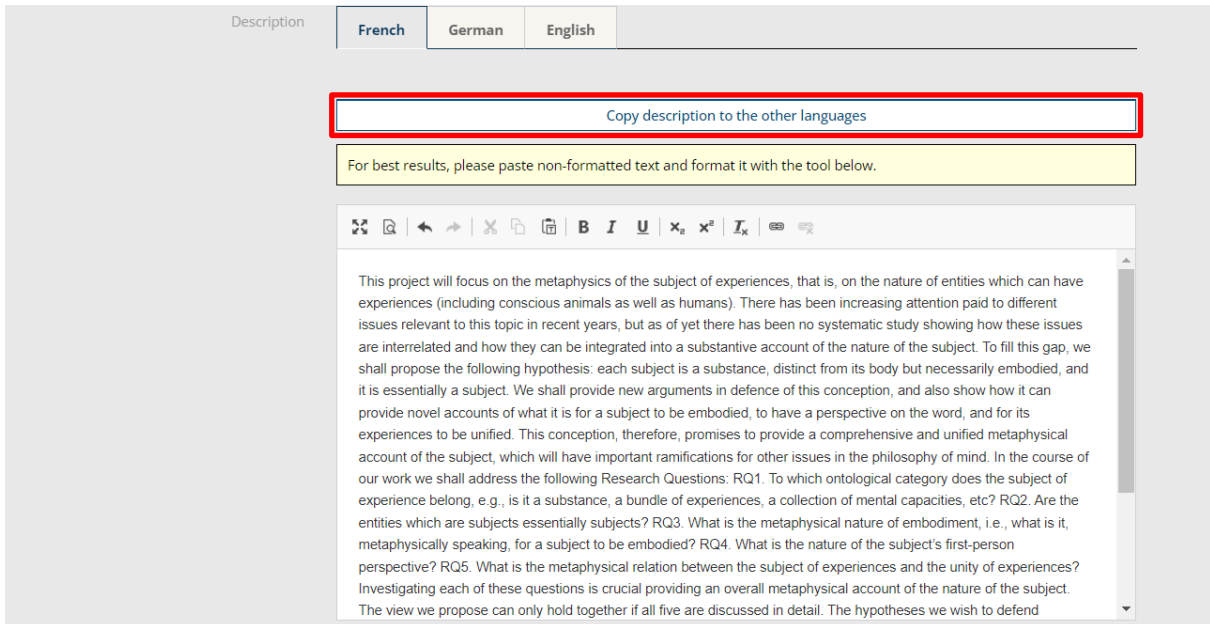 Description
French German English
Copy description to the other languages
For best results, please paste non-formatted text and format it with the tool below.
B I U x₂ x² Tx
This project will focus on the metaphysics of the subject of experiences, that is, on the nature of entities which can have
experiences (including conscious animals as well as humans). There has been increasing attention paid to different
issues relevant to this topic in recent years, but as of yet there has been no systematic study showing how these issues
are interrelated and how they can be integrated into a substantive account of the nature of the subject. To fill this gap, we
shall propose the following hypothesis: each subject is a substance, distinct from its body but necessarily embodied, and
it is essentially a subject. We shall provide new arguments in defence of this conception, and also show how it can
provide novel accounts of what it is for a subject to be embodied, to have a perspective on the word, and for its
experiences to be unified. This conception, therefore, promises to provide a comprehensive and unified metaphysical
account of the subject, which will have important ramifications for other issues in the philosophy of mind. In the course of
our work we shall address the following Research Questions: RQ1. To which ontological category does the subject of
experience belong, e.g., is it a substance, a bundle of experiences, a collection of mental capacities, etc? RQ2. Are the
entities which are subjects essentially subjects? RQ3. What is the metaphysical nature of embodiment, i.e., what is it,
metaphysically speaking, for a subject to be embodied? RQ4. What is the nature of the subject's first-person
perspective? RQ5. What is the metaphysical relation between the subject of experiences and the unity of experiences?
Investigating each of these questions is crucial providing an overall metaphysical account of the nature of the subject.
The view we propose can only hold together if all five are discussed in detail. The hypotheses we wish to defend